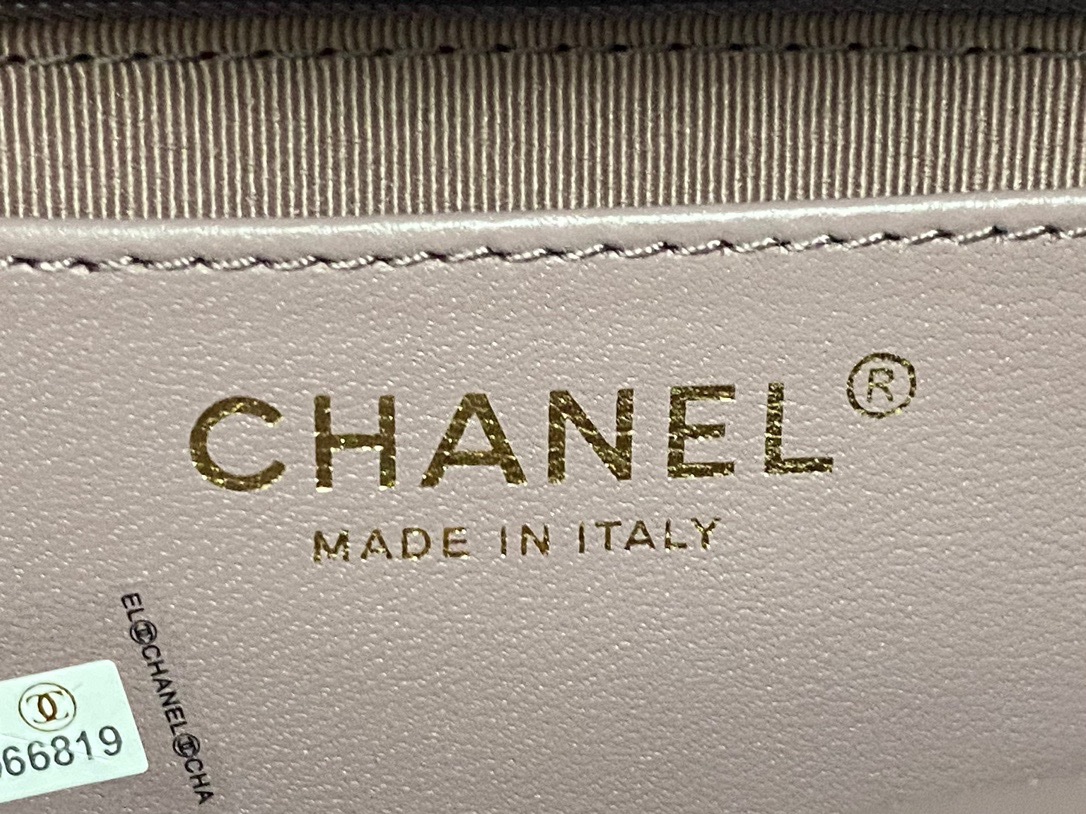 CHANEL®
MADE IN ITALY
EL CHANEL CHA
66819